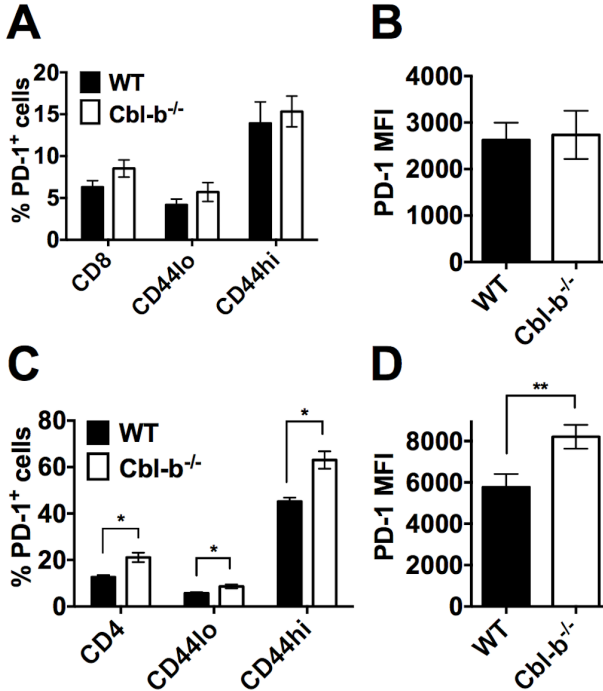 A
% PD-1+ cells
20
15
10
5
0
WT
Cbl-b-/-
CD8
CD44lo
CD44hi
B
PD-1 MFI
4000
3000
2000
1000
0
WT
Cbl-b-/-
C
% PD-1+ cells
80
60
40
20
0
WT
Cbl-b-/-
*
*
*
CD4
CD44lo
CD44hi
D
PD-1 MFI
8000
6000
4000
2000
0
**
WT
Cbl-b-/-